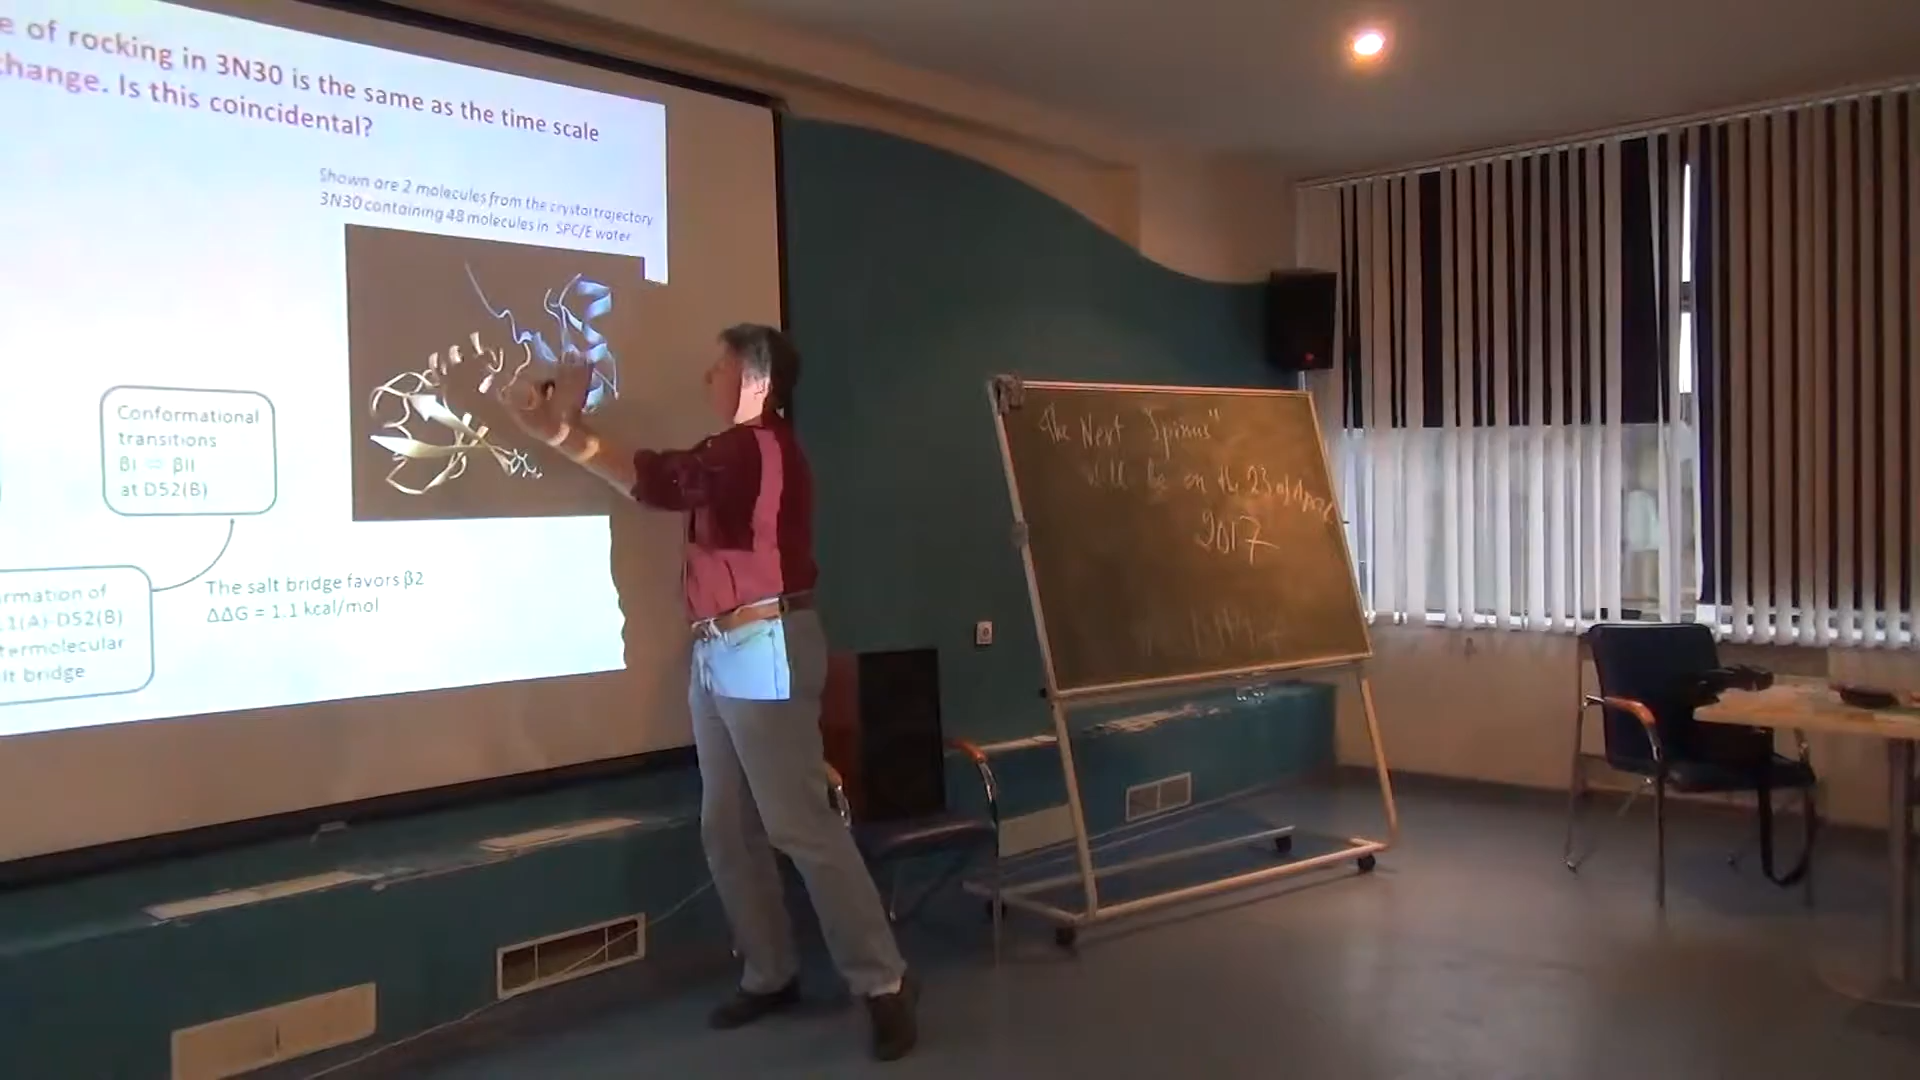 e of rocking in 3N30 is the same as the time scale
change. Is this coincidental?
Shown are 2 molecules from the crystal trajectory
3N30 containing 48 molecules in SPC/E water
Conformational
transitions
βI ⇔ βII
at D52(B)
rmation of
1(A)-D52(B)
termolecular
lt bridge
The salt bridge favors β2
ΔΔG = 1.1 kcal/mol
The Next "Spinus"
Will be on the 23 of
2017